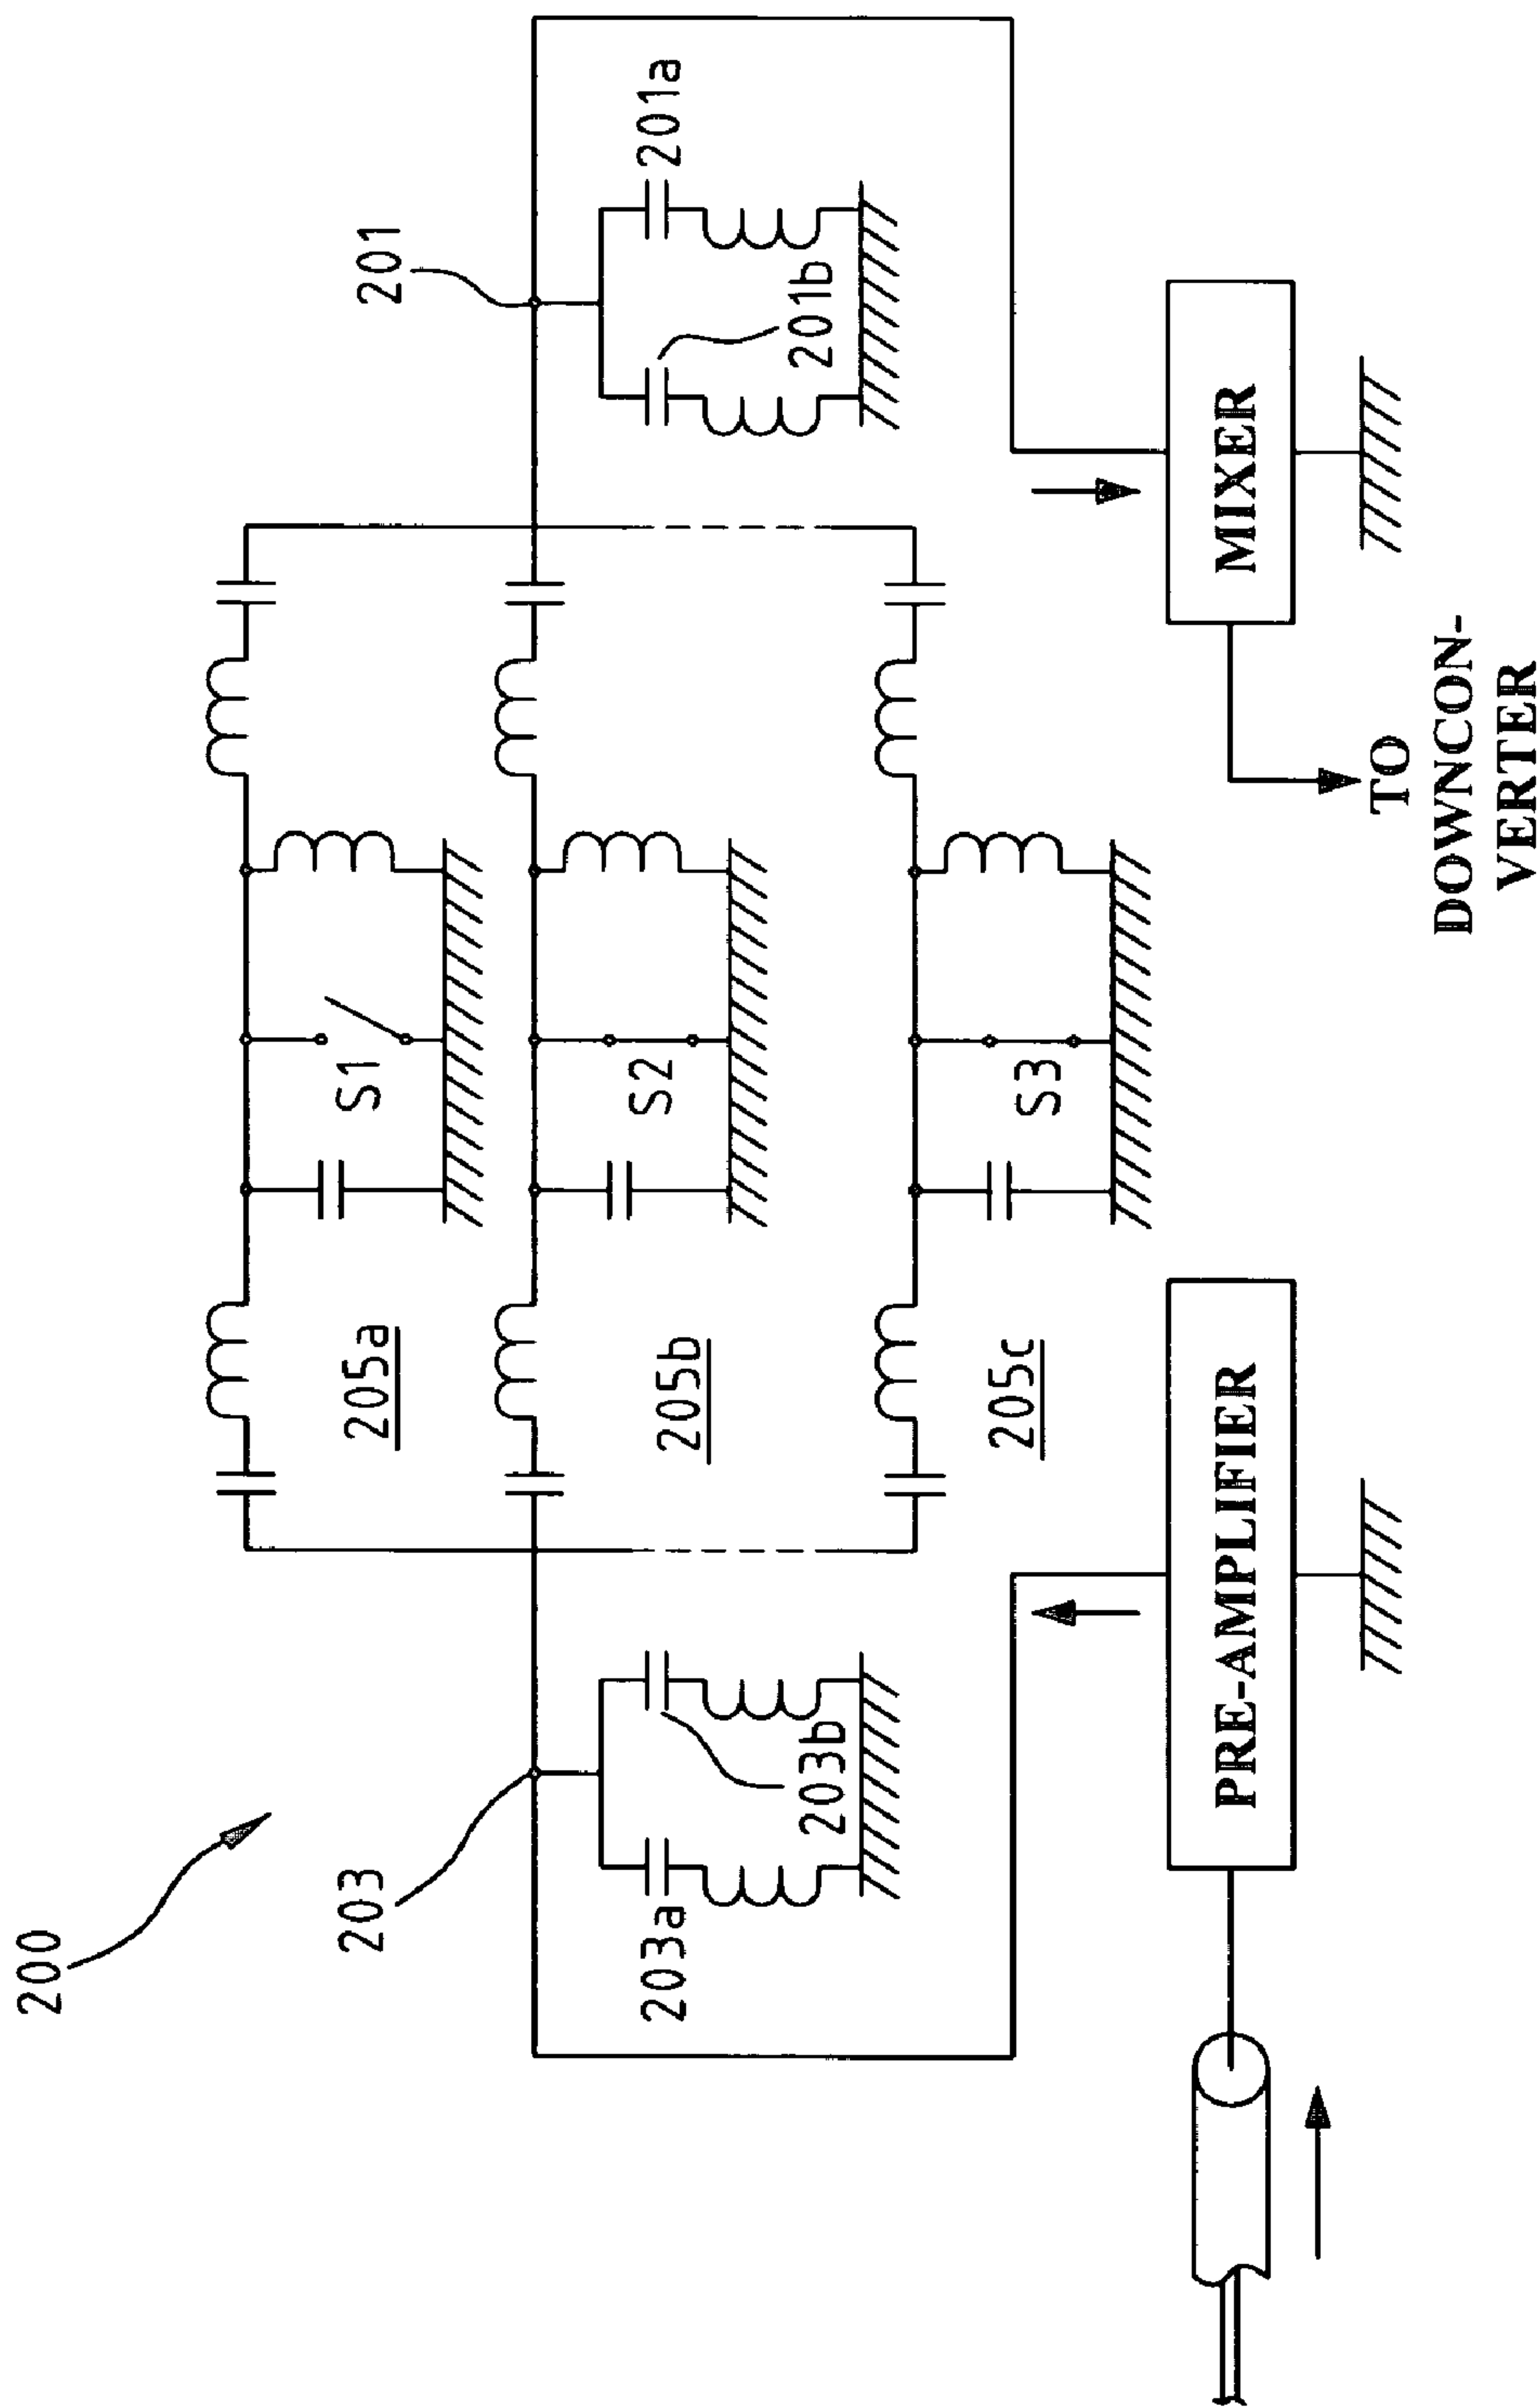 200
203
203a
203b
205a
205b
205c
S1
S2
S3
201
201a
201b
PRE-AMPLIFIER
MIXER
TO
DOWNCON-
VERTER